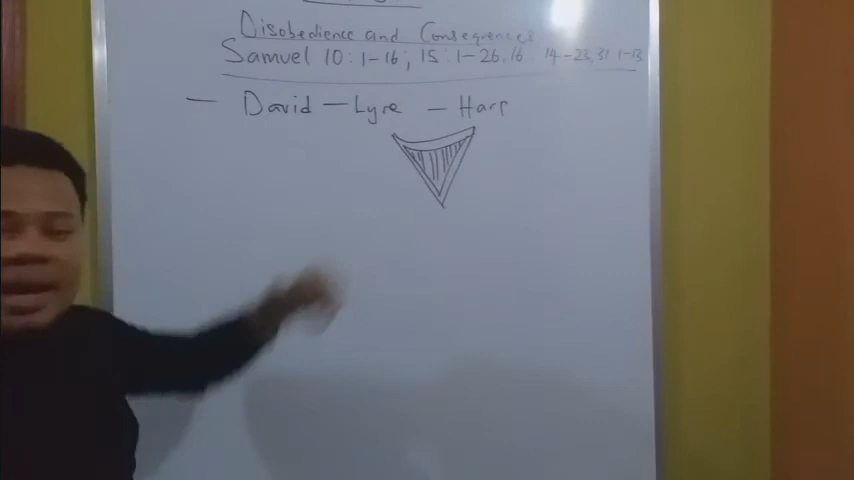 Disobedience and Consequences
Samuel 10:1-16; 15:1-26, 16:14-23, 31 1-13
- David - Lyre - Harp